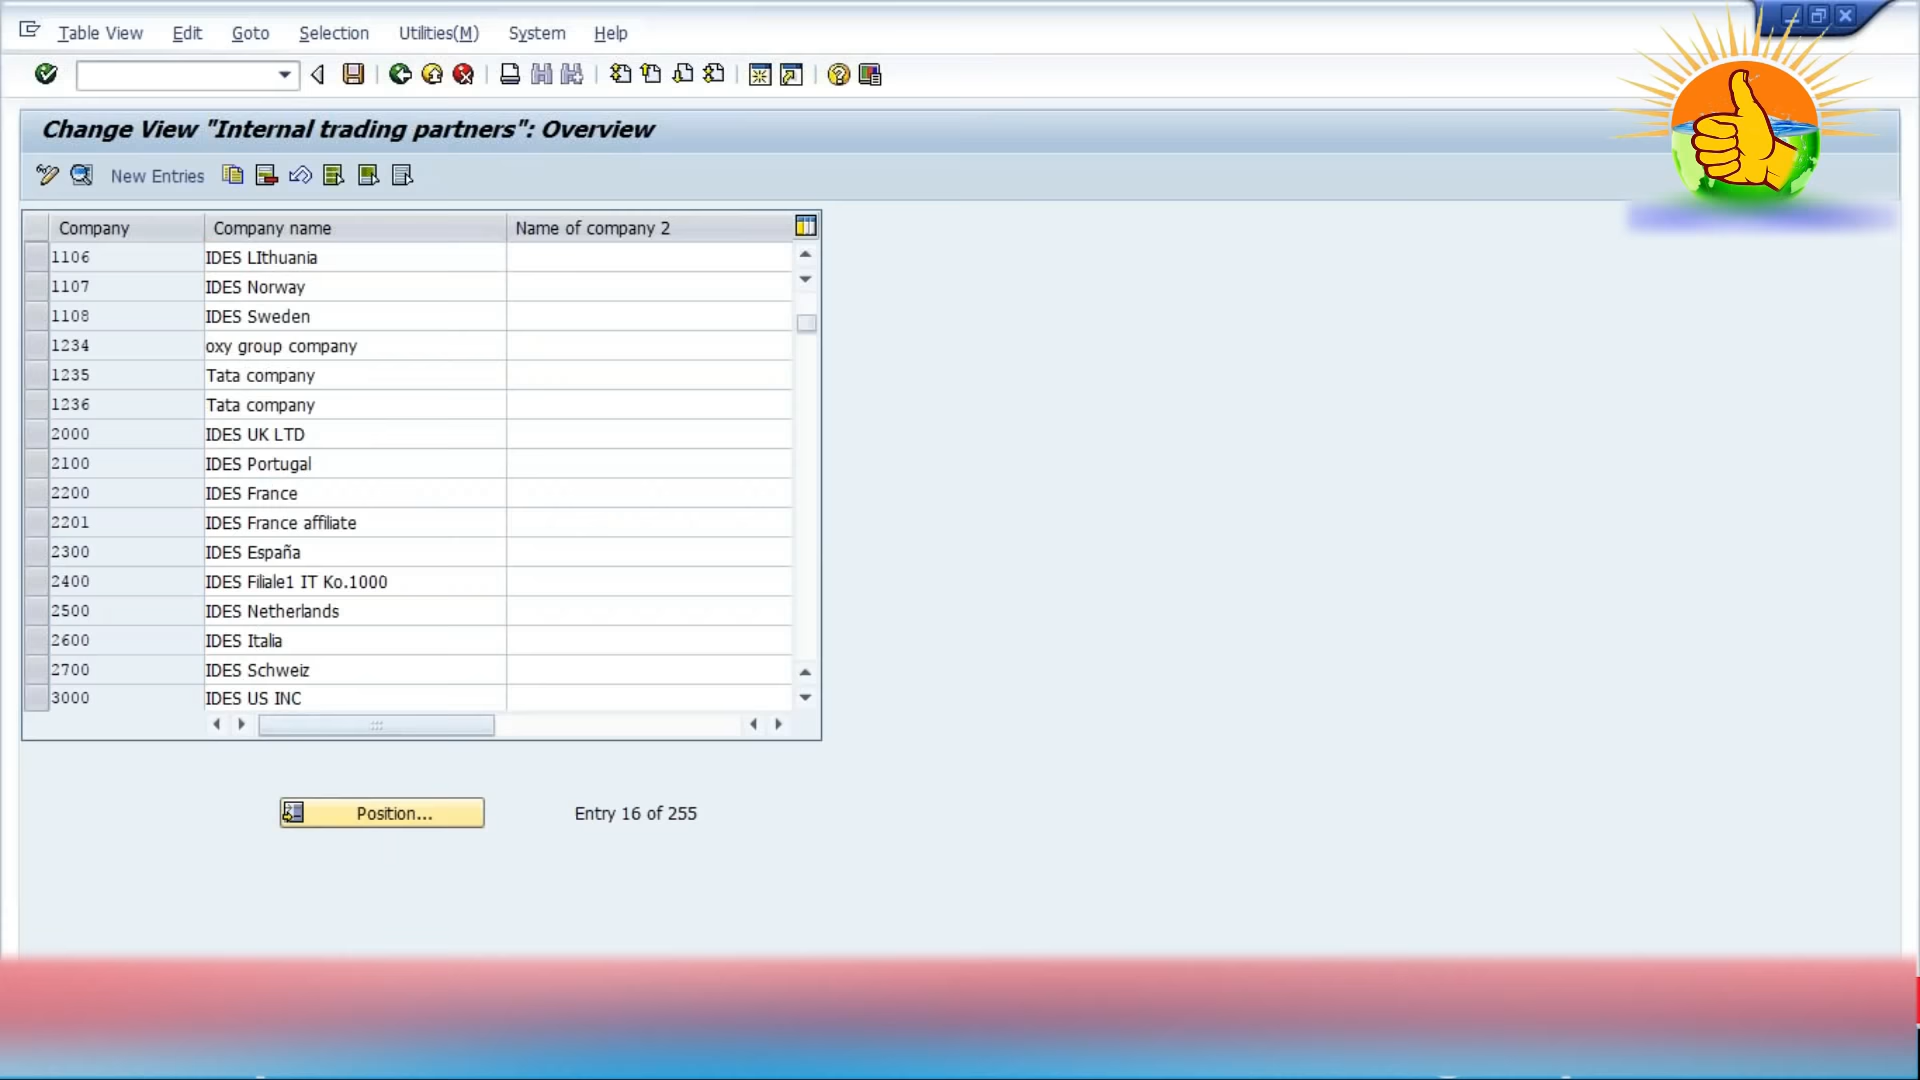 Table View Edit Goto Selection Utilities(M) System Help
Change View "Internal trading partners": Overview
New Entries
Company Company name Name of company 2
1106 IDES LIthuania
1107 IDES Norway
1108 IDES Sweden
1234 oxy group company
1235 Tata company
1236 Tata company
2000 IDES UK LTD
2100 IDES Portugal
2200 IDES France
2201 IDES France affiliate
2300 IDES España
2400 IDES Filiale1 IT Ko.1000
2500 IDES Netherlands
2600 IDES Italia
2700 IDES Schweiz
3000 IDES US INC
Position... Entry 16 of 255